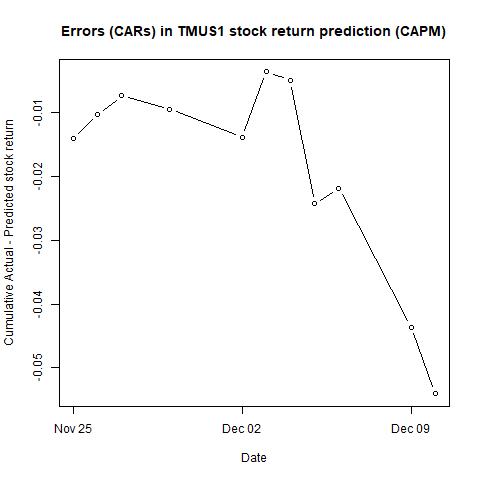 Errors (CARs) in TMUS1 stock return prediction (CAPM)
Cumulative Actual - Predicted stock return
-0.01
-0.02
-0.03
-0.04
-0.05
Nov 25
Dec 02
Dec 09
Date